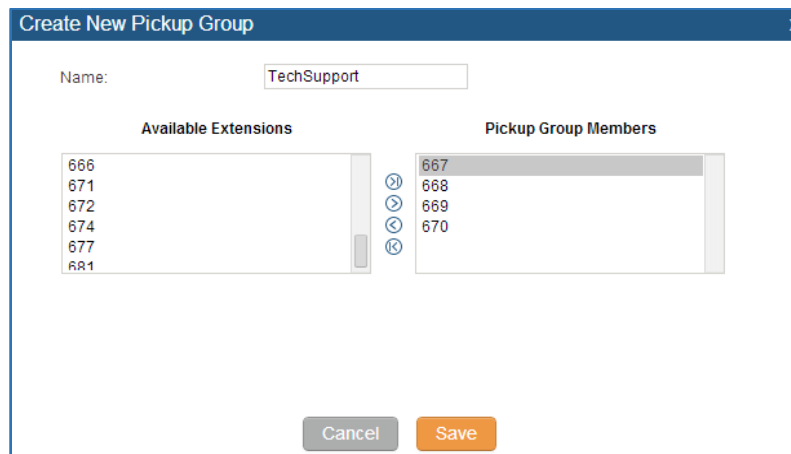 Create New Pickup Group
Name: TechSupport
Available Extensions
Pickup Group Members
666
671
672
674
677
681
667
668
669
670
Cancel
Save